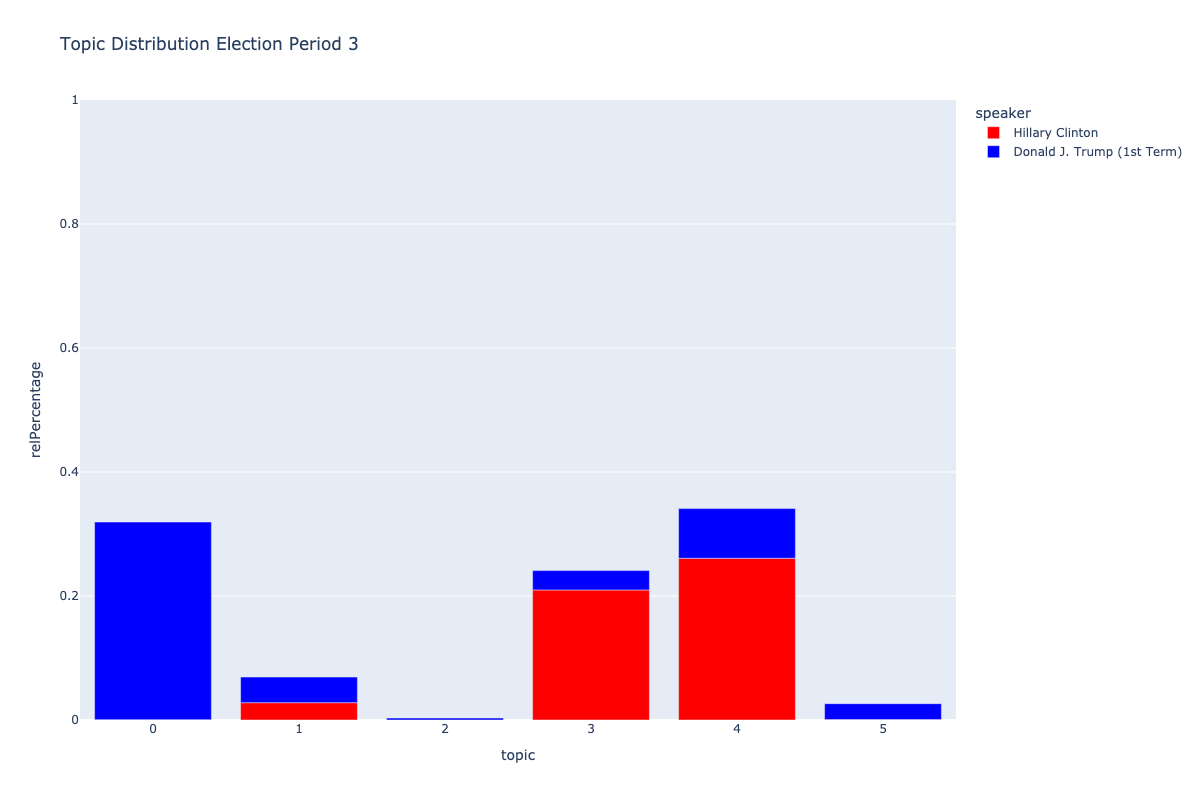 Topic Distribution Election Period 3
speaker
Hillary Clinton
Donald J. Trump (1st Term)
1
0.8
0.6
0.4
0.2
0
relPercentage
0 1 2 3 4 5
topic